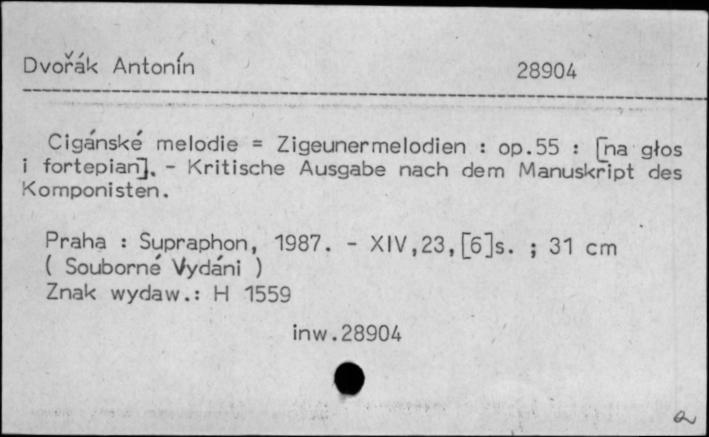 Dvořák Antonín 28904
Cigánské melodie = Zigeunermelodien : op.55 : [na głos
i fortepian]. - Kritische Ausgabe nach dem Manuskript des
Komponisten.
Praha : Supraphon, 1987. - XIV,23,[6]s. ; 31 cm
( Souborné Vydáni )
Znak wydaw.: H 1559
inw.28904